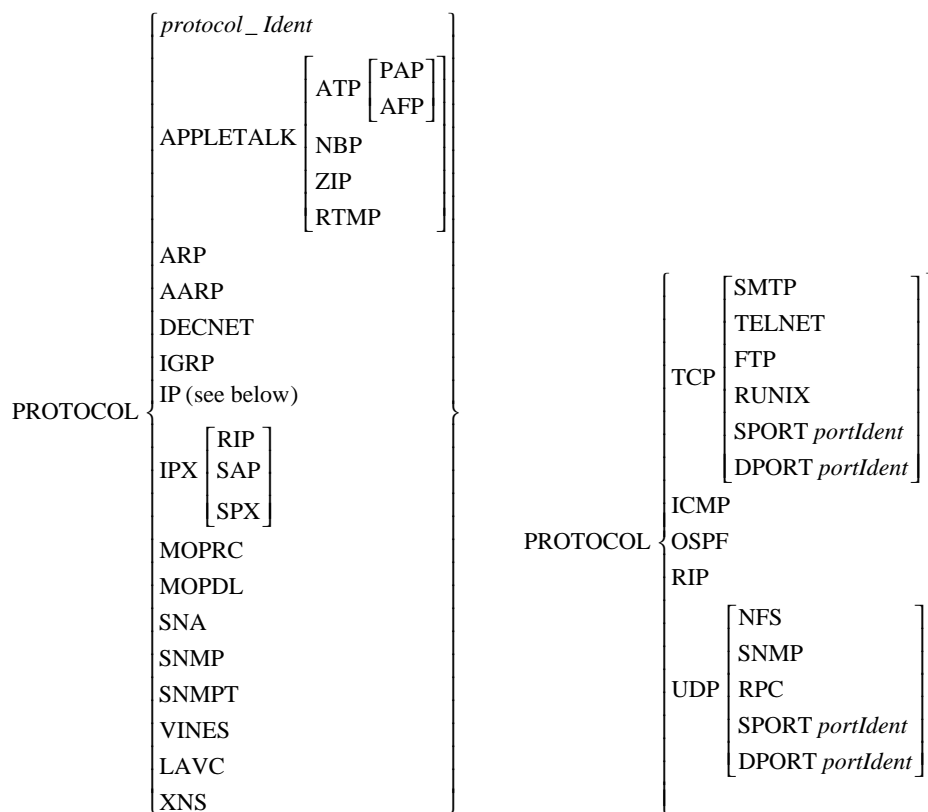 protocol_Ident
APPLETALK
ATP
PAP
AFP
NBP
ZIP
RTMP
ARP
AARP
DECNET
IGRP
IP (see below)
PROTOCOL
IPX
RIP
SAP
SPX
MOPRC
MOPDL
SNA
SNMP
SNMPT
VINES
LAVC
XNS
PROTOCOL
TCP
SMTP
TELNET
FTP
RUNIX
SPORT portIdent
DPORT portIdent
ICMP
OSPF
RIP
UDP
NFS
SNMP
RPC
SPORT portIdent
DPORT portIdent